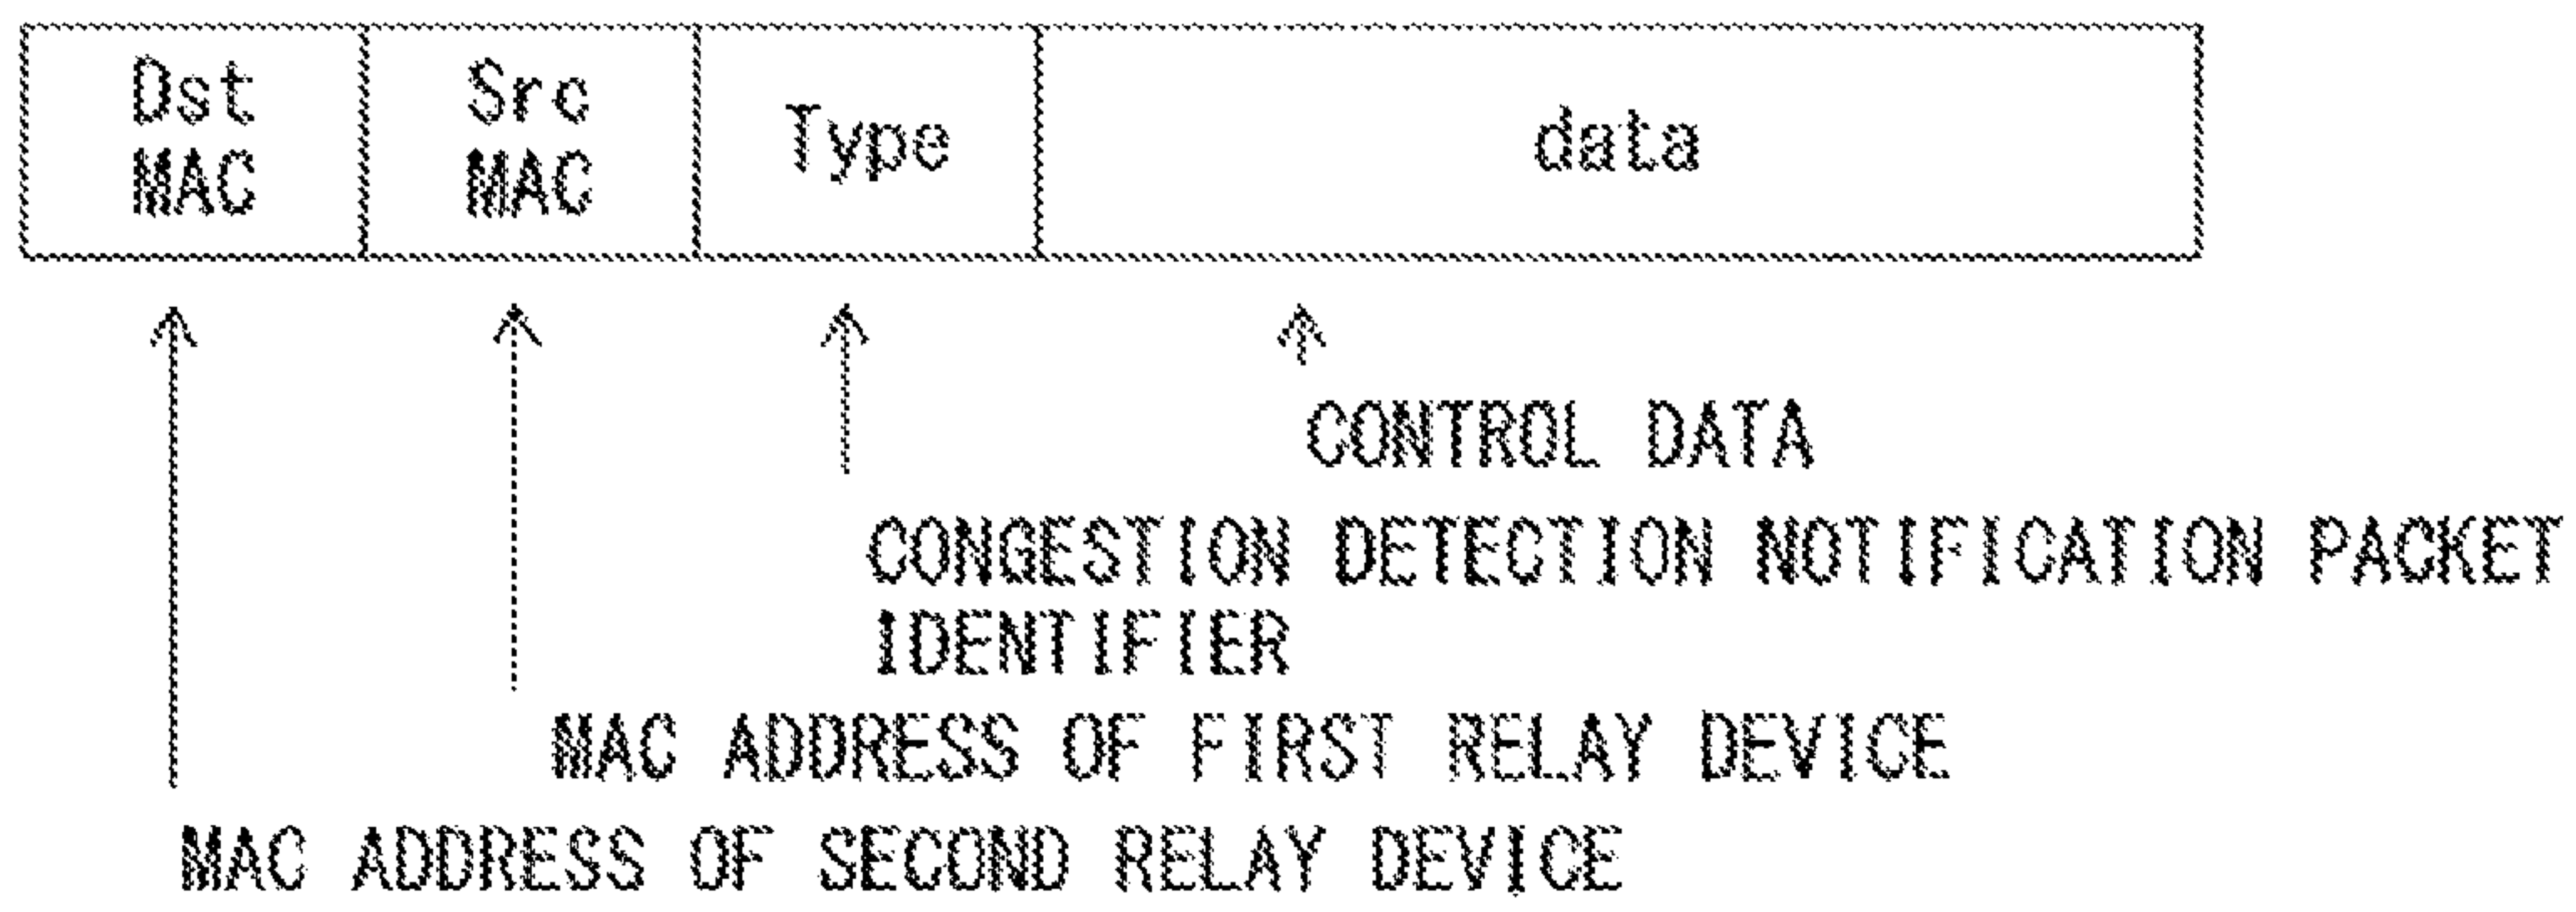 Dst
MAC
Src
MAC
Type
data
CONTROL DATA
CONGESTION DETECTION NOTIFICATION PACKET
IDENTIFIER
MAC ADDRESS OF FIRST RELAY DEVICE
MAC ADDRESS OF SECOND RELAY DEVICE